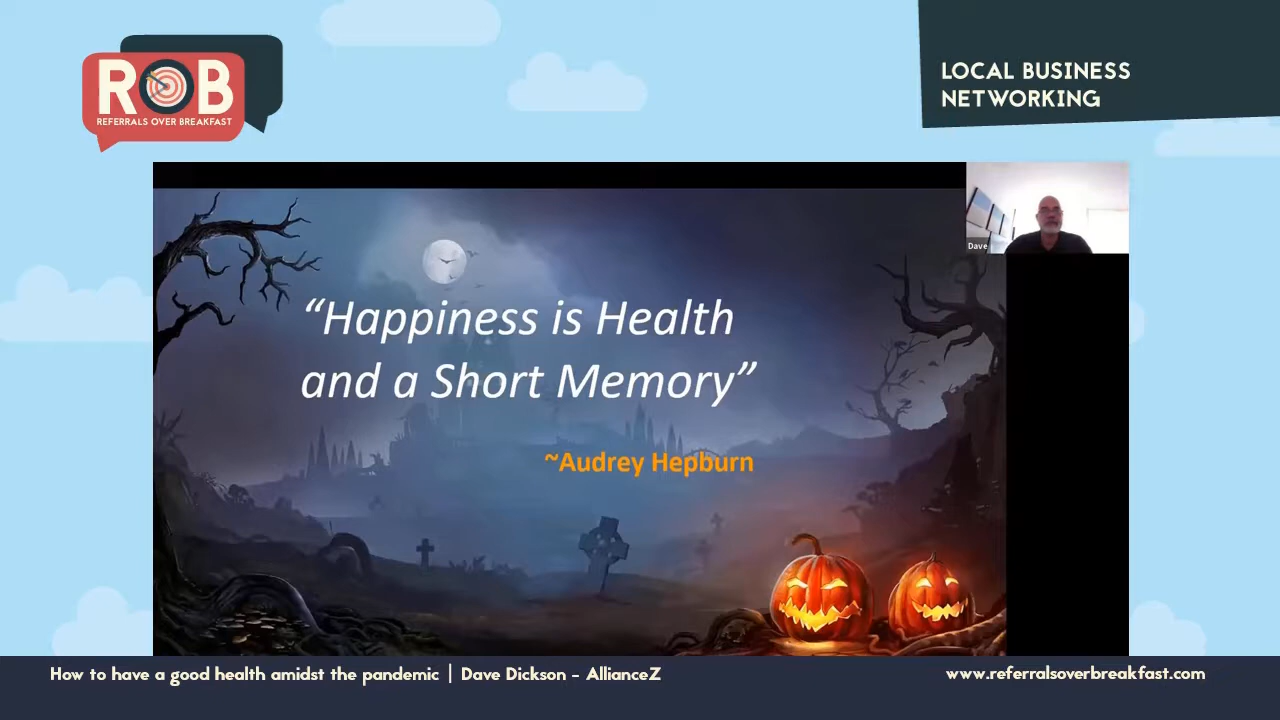 ROB
REFERRALS OVER BREAKFAST
LOCAL BUSINESS
NETWORKING
Dave
“Happiness is Health
and a Short Memory”
~Audrey Hepburn
How to have a good health amidst the pandemic | Dave Dickson - AllianceZ
www.referralsoverbreakfast.com